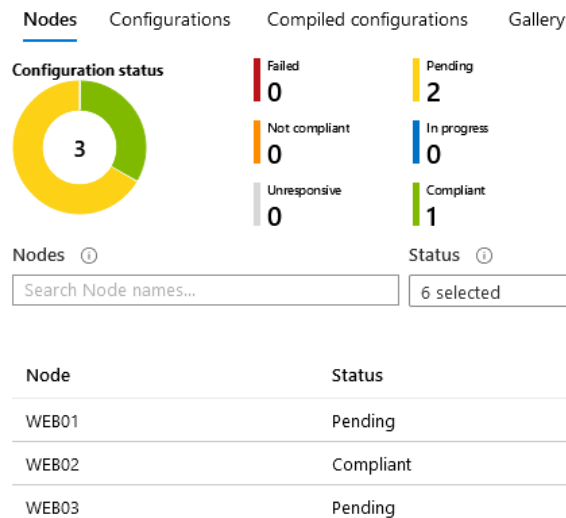 Nodes Configurations Compiled configurations Gallery
Configuration status
3
Failed
0
Pending
2
Not compliant
0
In progress
0
Unresponsive
0
Compliant
1
Nodes
Status
Search Node names...
6 selected
Node Status
WEB01 Pending
WEB02 Compliant
WEB03 Pending